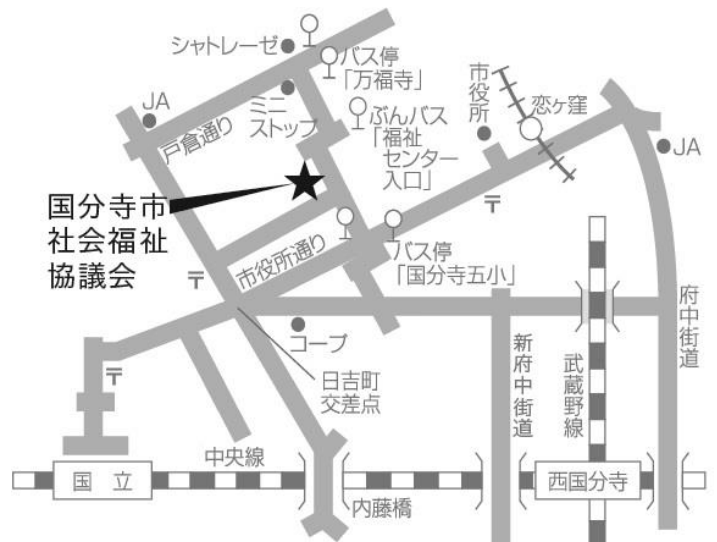 シャトレーゼ
バス停
「万福寺」
JA
ミニ
ストップ
戸倉通り
ぶんバス
「福祉
センター
入口」
市役所
恋ヶ窪
JA
国分寺市
社会福祉
協議会
〒
市役所通り
〒
バス停
「国分寺五小」
コープ
日吉町
交差点
〒
新府中街道
武蔵野線
府中街道
中央線
国立
内藤橋
西国分寺